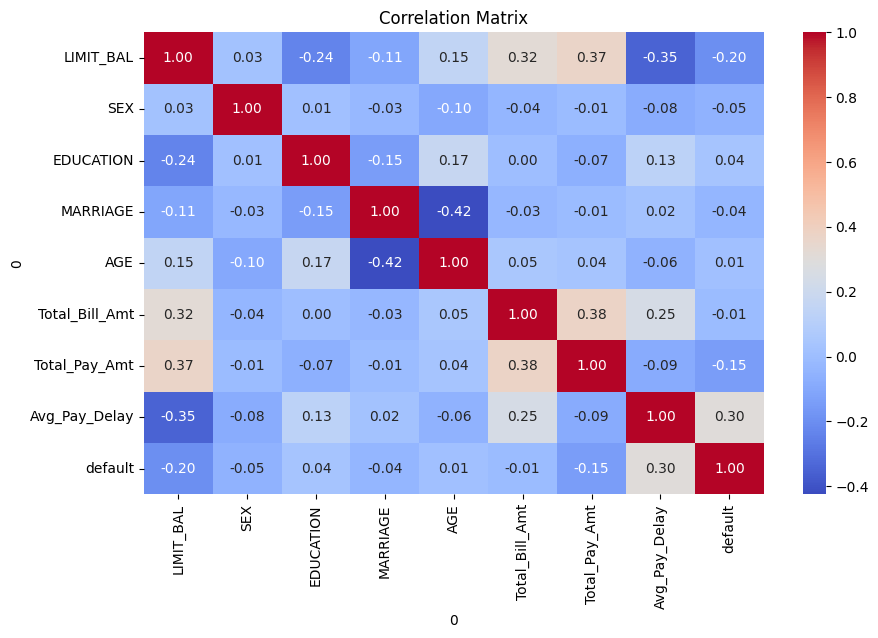 Correlation Matrix
LIMIT_BAL 1.00 0.03 -0.24 -0.11 0.15 0.32 0.37 -0.35 -0.20
SEX 0.03 1.00 0.01 -0.03 -0.10 -0.04 -0.01 -0.08 -0.05
EDUCATION -0.24 0.01 1.00 -0.15 0.17 0.00 -0.07 0.13 0.04
MARRIAGE -0.11 -0.03 -0.15 1.00 -0.42 -0.03 -0.01 0.02 -0.04
AGE 0.15 -0.10 0.17 -0.42 1.00 0.05 0.04 -0.06 0.01
Total_Bill_Amt 0.32 -0.04 0.00 -0.03 0.05 1.00 0.38 0.25 -0.01
Total_Pay_Amt 0.37 -0.01 -0.07 -0.01 0.04 0.38 1.00 -0.09 -0.15
Avg_Pay_Delay -0.35 -0.08 0.13 0.02 -0.06 0.25 -0.09 1.00 0.30
default -0.20 -0.05 0.04 -0.04 0.01 -0.01 -0.15 0.30 1.00
0
LIMIT_BAL SEX EDUCATION MARRIAGE AGE Total_Bill_Amt Total_Pay_Amt Avg_Pay_Delay default
0
1.0
0.8
0.6
0.4
0.2
0.0
−0.2
−0.4